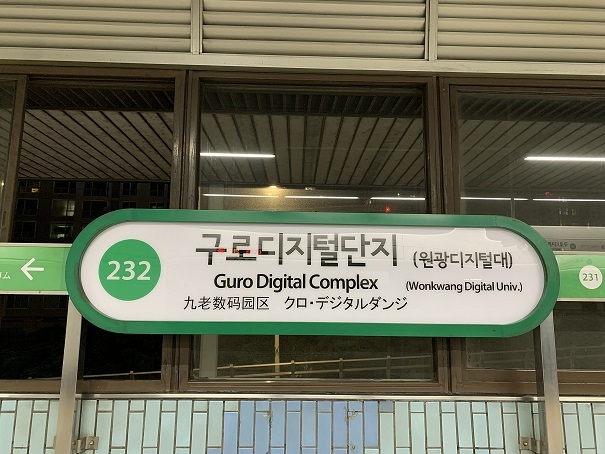 232
구로디지털단지
(원광디지털대)
Guro Digital Complex
(Wonkwang Digital Univ.)
九老数码园区 クロ・デジタルダンジ
ム ←
231